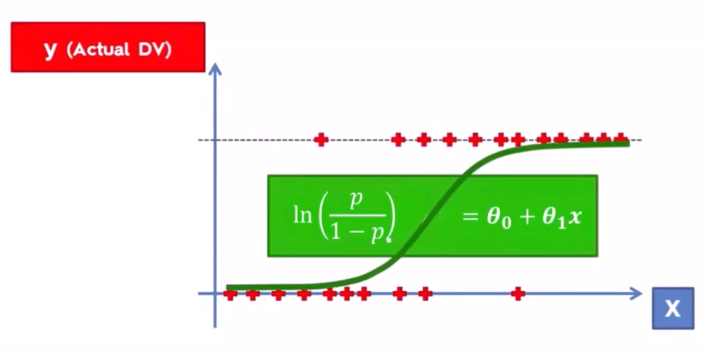 y (Actual DV)
ln(p/(1 − p)) = θ₀ + θ₁x
X